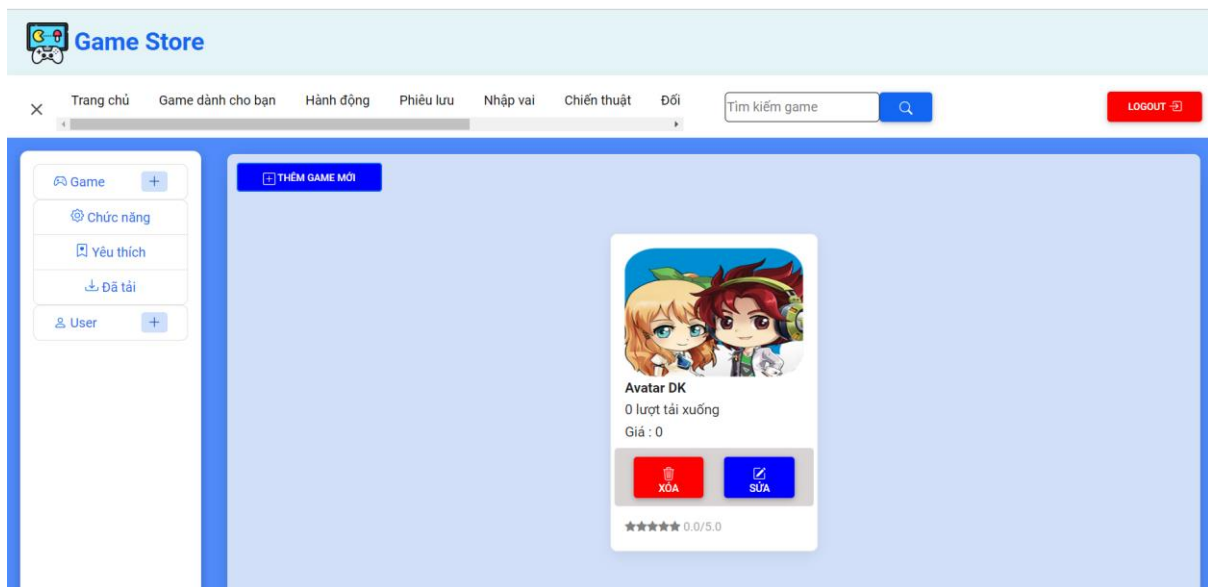 Game Store
Trang chủ Game dành cho bạn Hành động Phiêu lưu Nhập vai Chiến thuật Đối
Tìm kiếm game
LOGOUT
Game
Chức năng
Yêu thích
Đã tải
User
THÊM GAME MỚI
Avatar DK
0 lượt tải xuống
Giá : 0
XÓA
SỬA
0.0/5.0